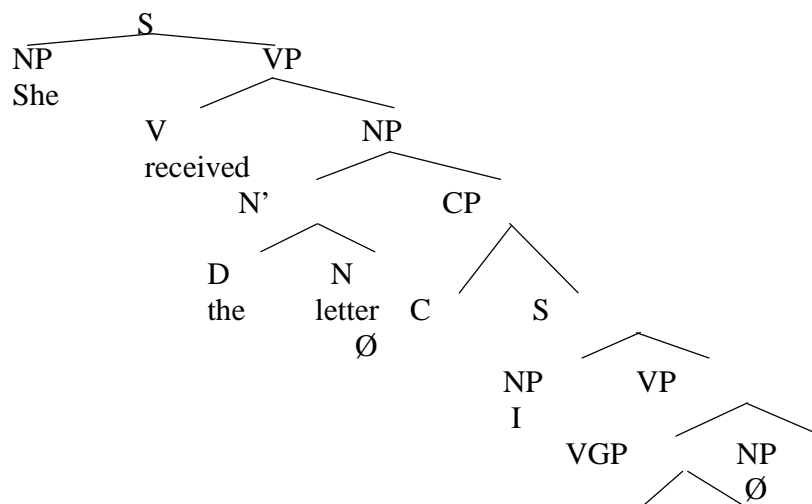 S
NP VP
She
V NP
received
N’ CP
D N
the letter C S
Ø
NP VP
I
VGP NP
Ø